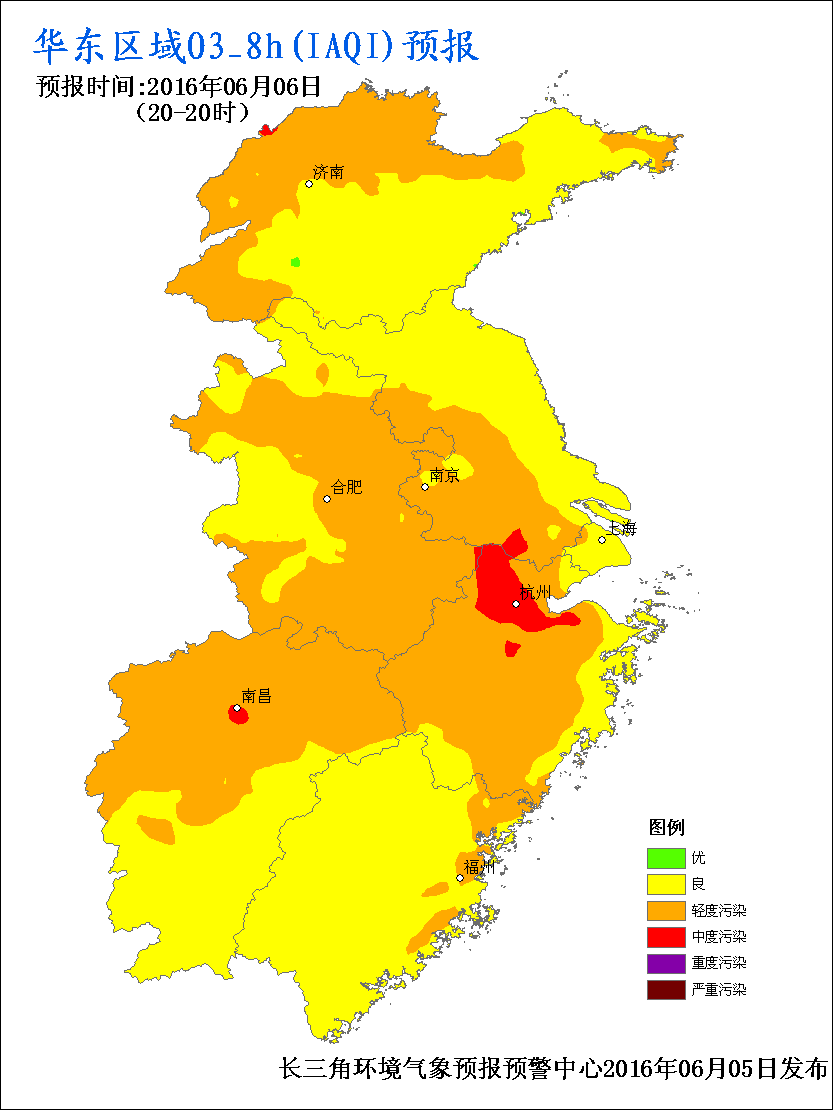 华东区域O3_8h(IAQI)预报
预报时间:2016年06月06日
(20-20时)
济南
南京
合肥
上海
杭州
南昌
福州
图例
优
良
轻度污染
中度污染
重度污染
严重污染
长三角环境气象预报预警中心2016年06月05日发布